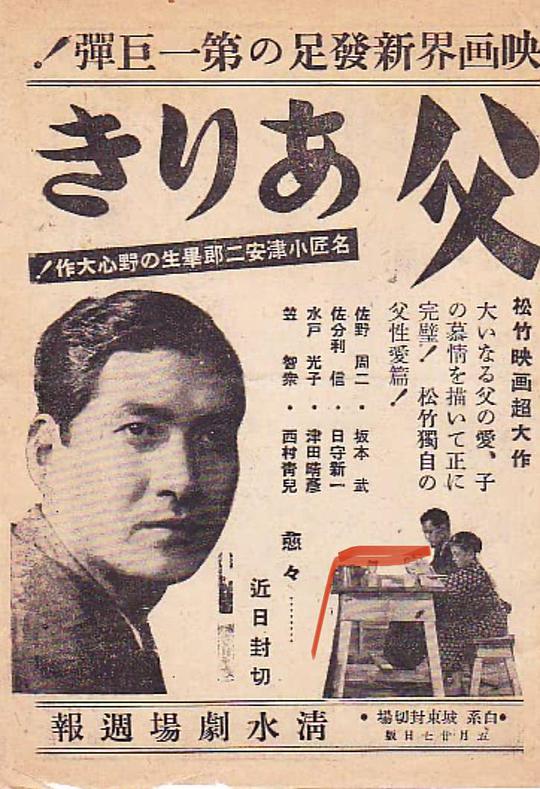 映画界新發足の第一巨彈！
父ありき
名匠小津安二郎畢生の野心大作！
松竹映画超大作
大いなる父の愛、子
の慕情を描いて正に
完璧！ 松竹獨自の
父性愛篇！
佐野 周二・坂本 武
佐分利 信・日守新一
水戸 光子・津田晴彥
笠 智衆・西村青兒
愈々………
近日封切
●白系 城東封切場●
五月廿七日版
淸水劇場週報